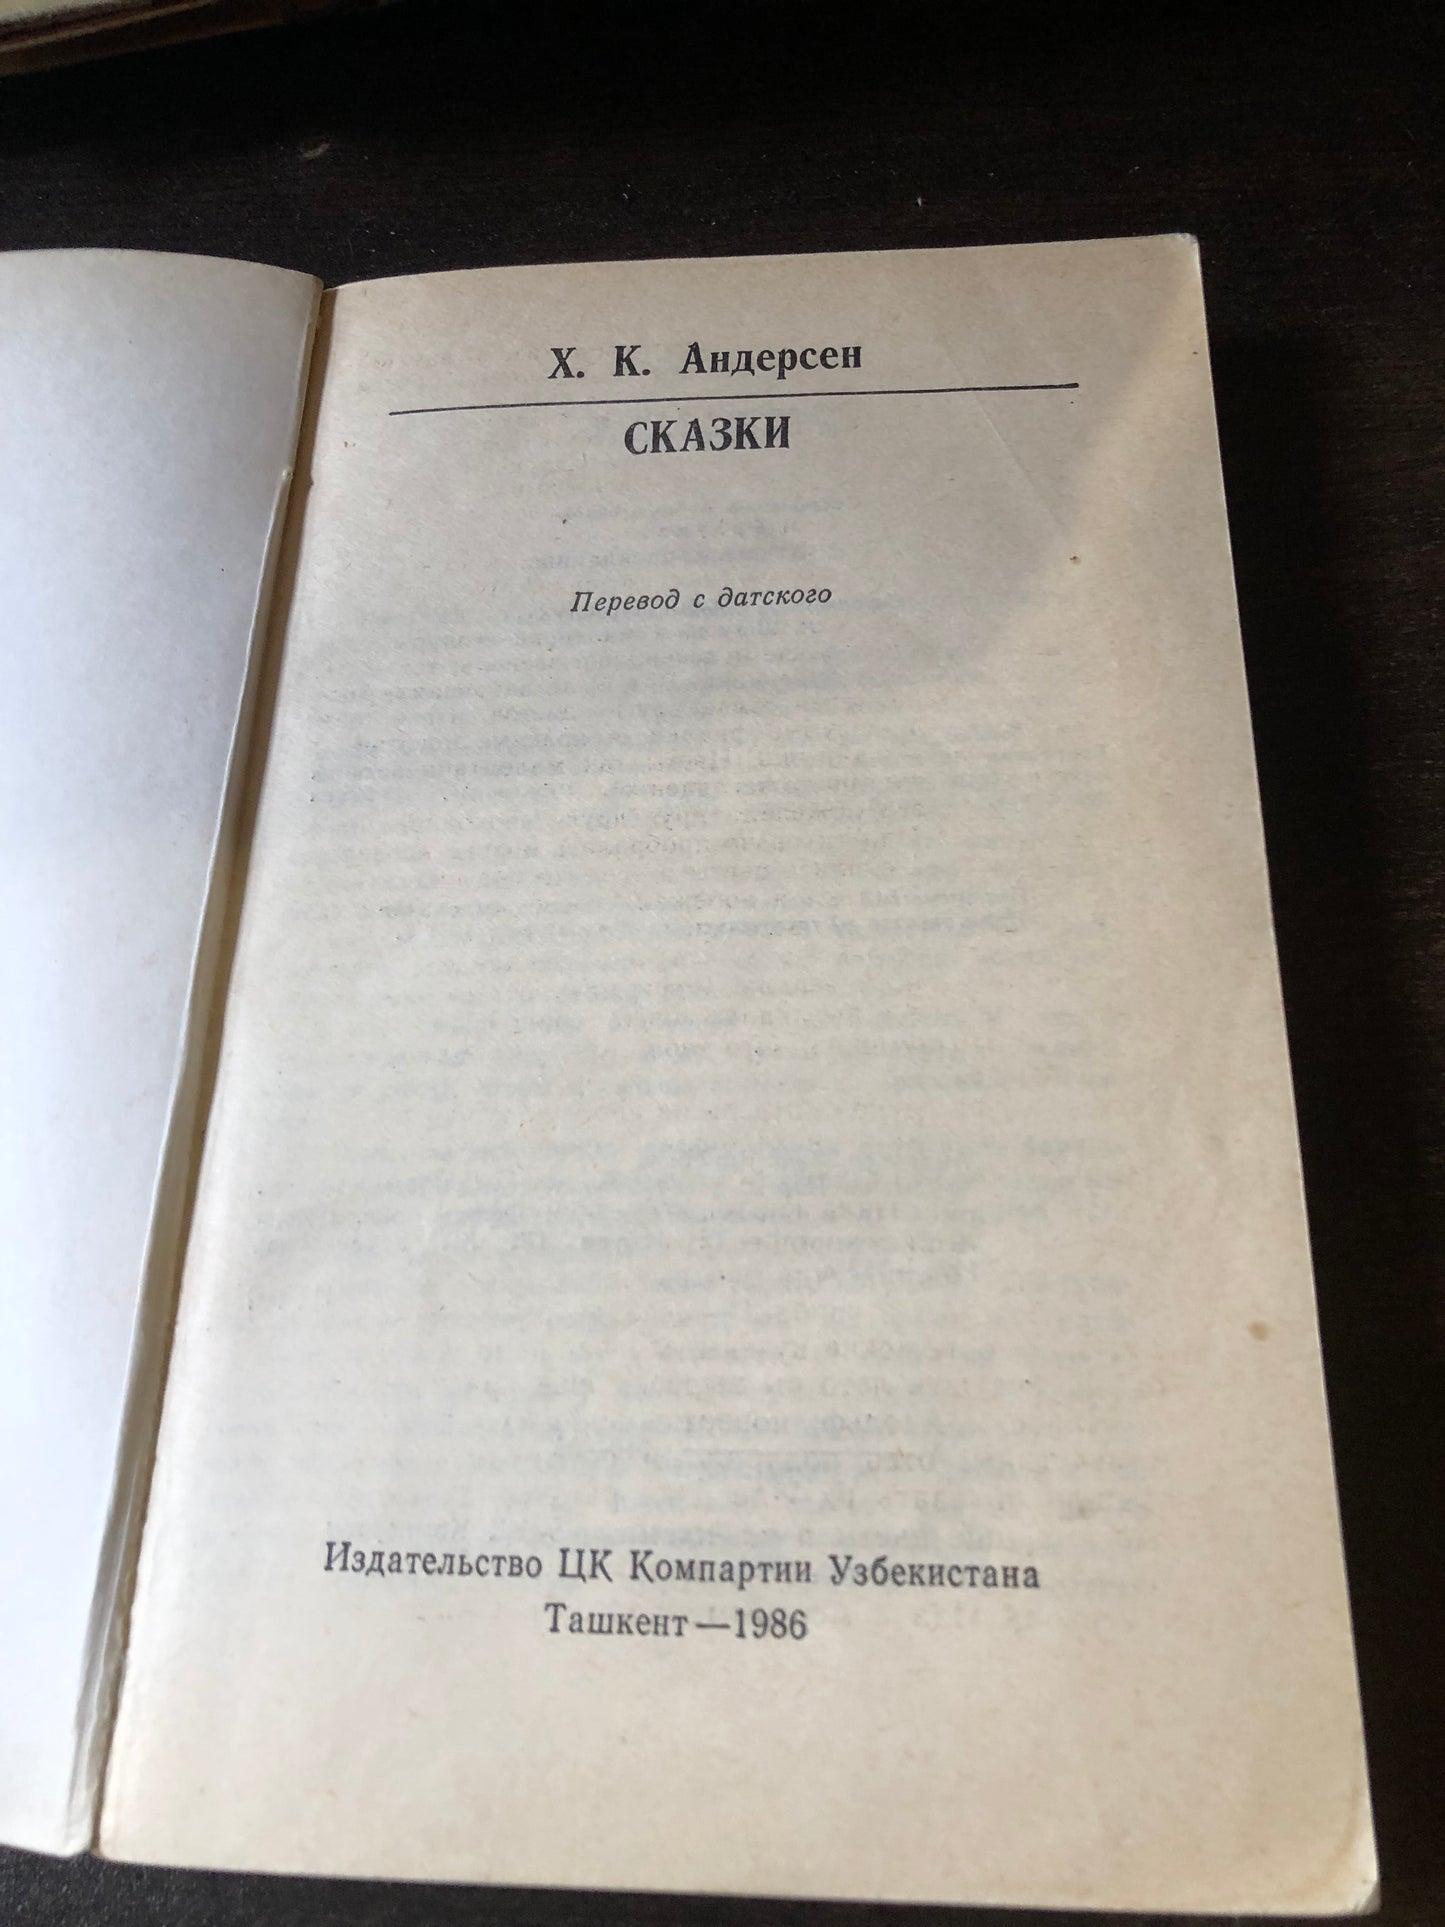 Х. К. Андерсен
СКАЗКИ
Перевод с датского
Издательство ЦК Компартии Узбекистана
Ташкент—1986